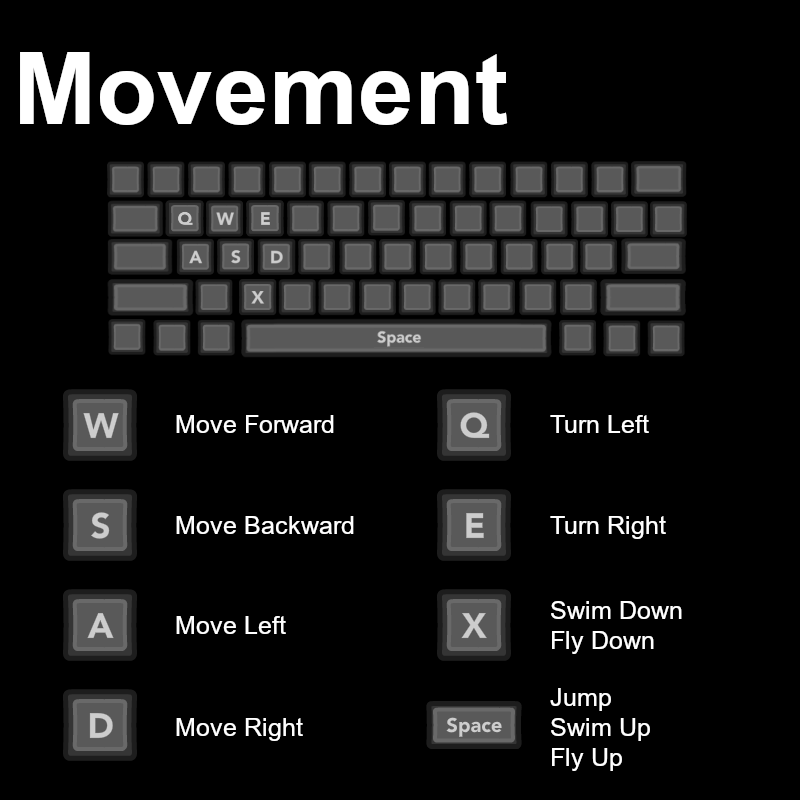 Movement
Q W E
A S D
X
Space
W Move Forward
Q Turn Left
S Move Backward
E Turn Right
A Move Left
X Swim Down
Fly Down
D Move Right
Space Jump
Swim Up
Fly Up